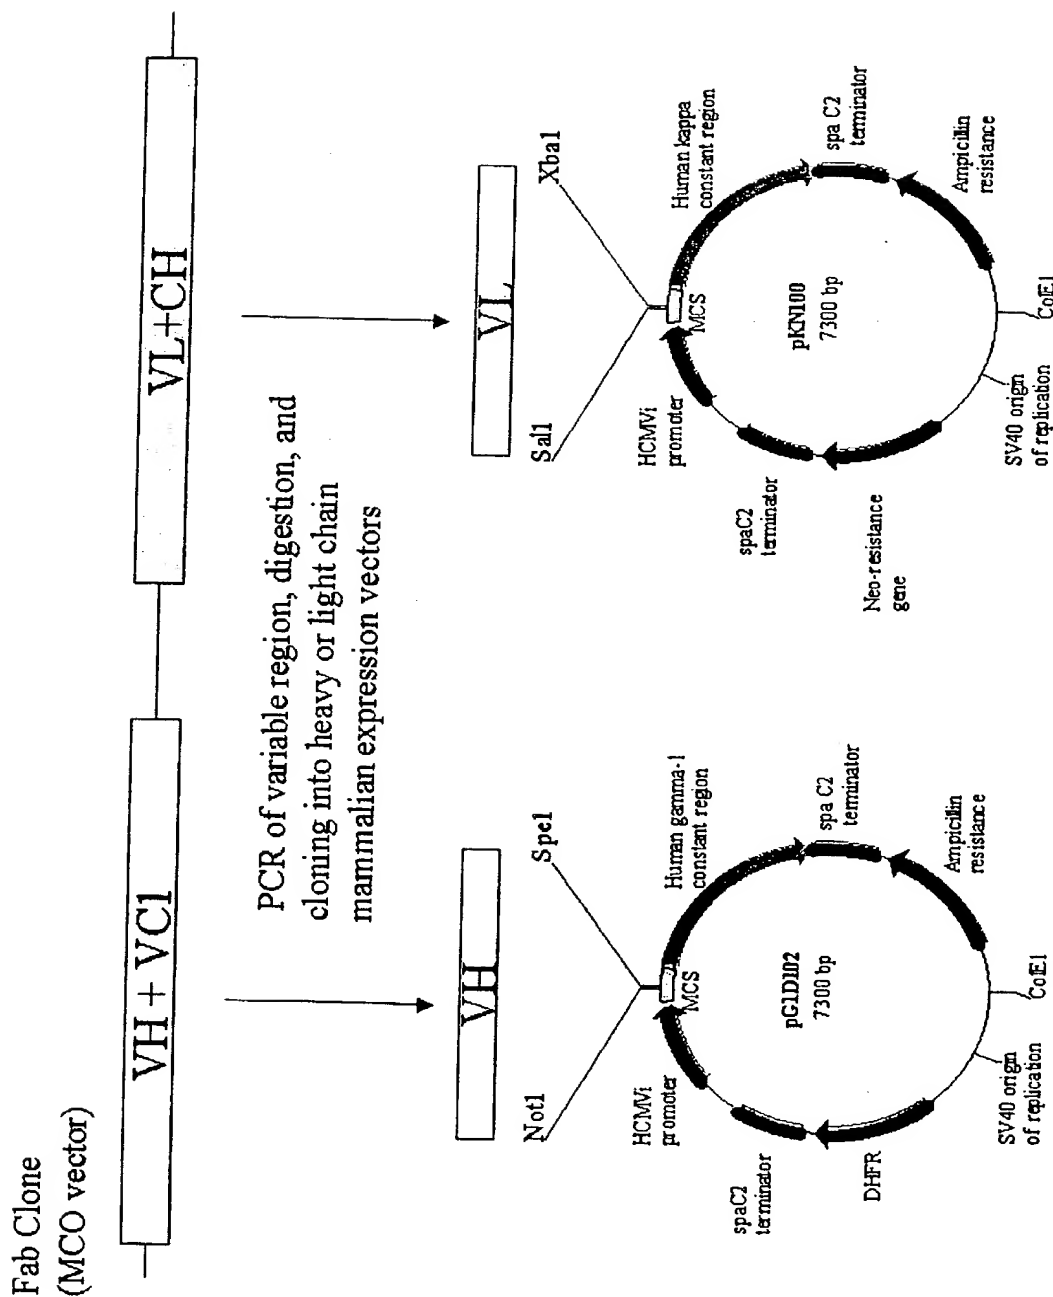 Fab Clone
(MCO vector)
VH + VC1
VL+CH
PCR of variable region, digestion, and
cloning into heavy or light chain
mammalian expression vectors
VH
Not1
Spe1
HCMVi
promoter
MCS
Human gamma-1
constant region
spa C2
terminator
spaC2
terminator
pG1D102
7300 bp
DHFR
Ampicillin
resistance
SV40 origin
of replication
ColE1
VL
Sal1
Xba1
HCMVi
promoter
MCS
Human kappa
constant region
spa C2
terminator
spaC2
terminator
pKN100
7300 bp
Neo-resistance
gene
Ampicillin
resistance
SV40 origin
of replication
ColE1